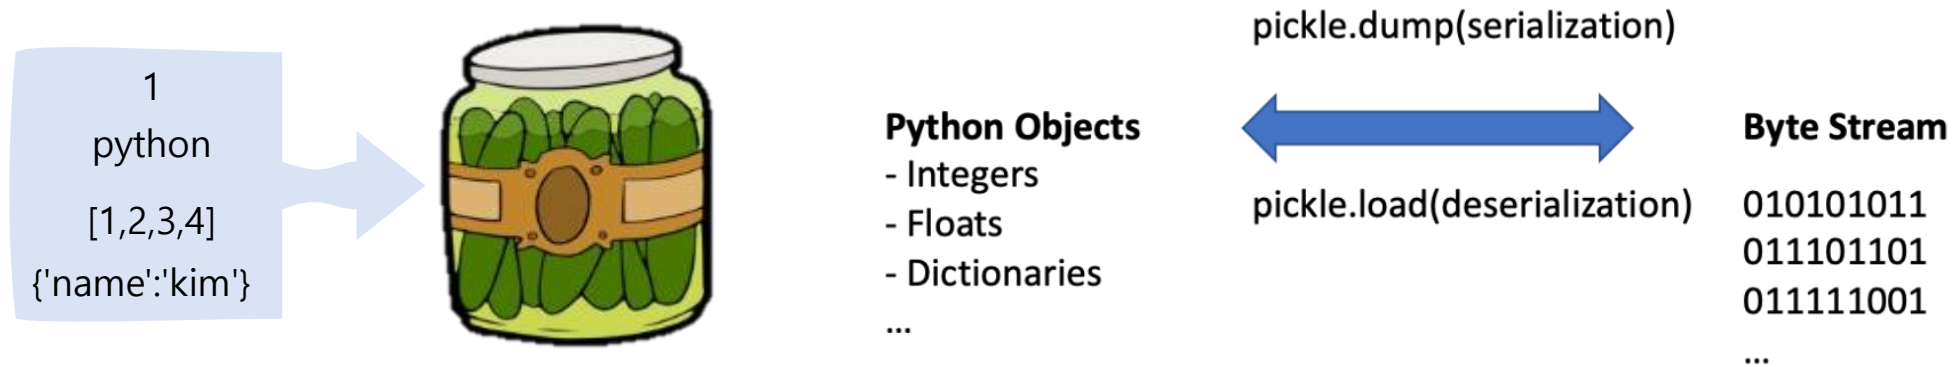 1
python
[1,2,3,4]
{'name':'kim'}
Python Objects
- Integers
- Floats
- Dictionaries
...
pickle.dump(serialization)
pickle.load(deserialization)
Byte Stream
010101011
011101101
011111001
...